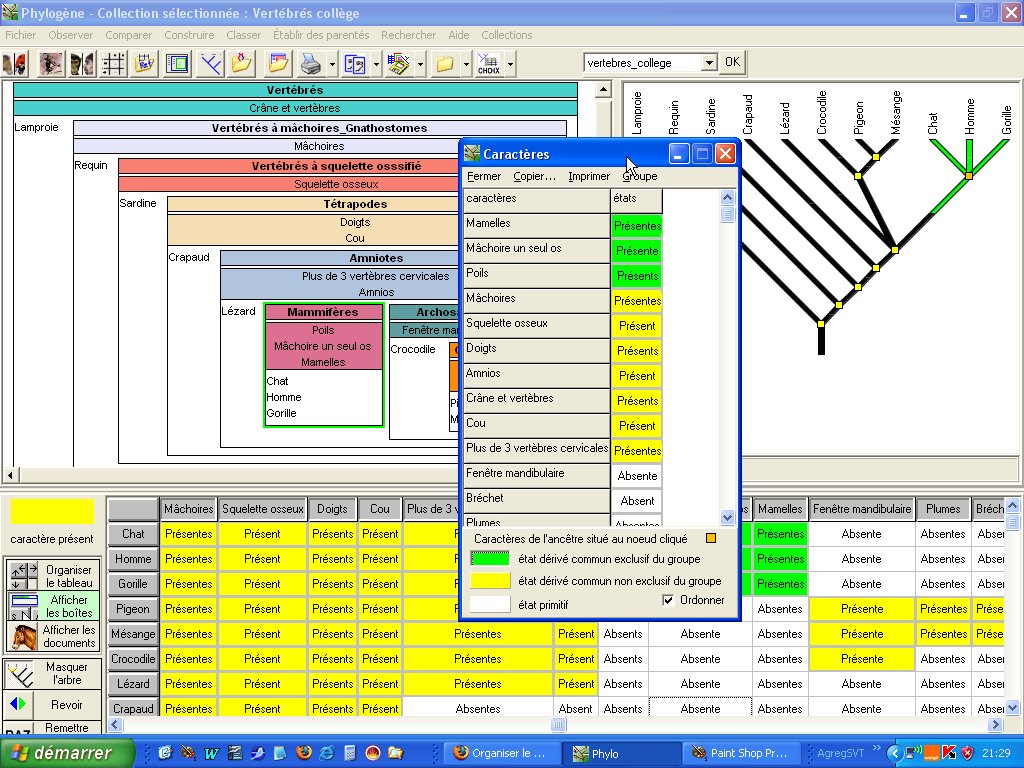 Phylogène - Collection sélectionnée : Vertébrés collège
Fichier Observer Comparer Construire Classer Établir des parentés Rechercher Aide Collections
CHOIX
vertebres_college OK
Vertébrés
Crâne et vertèbres
Lamproie
Vertébrés à mâchoires_Gnathostomes
Mâchoires
Requin
Vertébrés à squelette osssifié
Squelette osseux
Sardine
Tétrapodes
Doigts
Cou
Crapaud
Amniotes
Plus de 3 vertèbres cervicales
Amnios
Lézard
Mammifères
Poils
Mâchoire un seul os
Mamelles
Chat
Homme
Gorille
Crocodile
Lamproie
Requin
Sardine
Crapaud
Lézard
Crocodile
Pigeon
Mésange
Chat
Homme
Gorille
Caractères
Fermer Copier... Imprimer Groupe
caractères états
Mamelles Présentes
Mâchoire un seul os Présente
Poils Présents
Mâchoires Présentes
Squelette osseux Présent
Doigts Présents
Amnios Présent
Crâne et vertèbres Présents
Cou Présent
Plus de 3 vertèbres cervicales Présentes
Fenêtre mandibulaire Absente
Bréchet Absent
Plumes Absentes
Caractères de l'ancêtre situé au noeud cliqué
état dérivé commun exclusif du groupe
état dérivé commun non exclusif du groupe
état primitif
Ordonner
caractère présent
Organiser le tableau
Afficher les boîtes
Afficher les documents
Masquer l'arbre
Revoir
Remettre
Mâchoires Squelette osseux Doigts Cou Plus de 3 Mamelles Fenêtre mandibulaire Plumes
Chat Présentes Présent Présents Présent Présentes Absente Absentes
Homme Présentes Présent Présents Présent Présentes Absente Absentes
Gorille Présentes Présent Présents Présent Présentes Absente Absentes
Pigeon Présentes Présent Présents Présent Absentes Présente Présentes
Mésange Présentes Présent Présents Présent Présentes Présent Absents Absente Absentes Présente Présentes
Crocodile Présentes Présent Présents Présent Présentes Présent Absents Absente Absentes Présente Absentes
Lézard Présentes Présent Présents Présent Présentes Présent Absents Absente Absentes Absente Absentes
Crapaud Présentes Présent Présents Présent Absentes Absent Absents Absente Absentes Absente Absentes
démarrer
Organiser le ...
Phylo
Paint Shop Pr...
AgregSVT
21:29